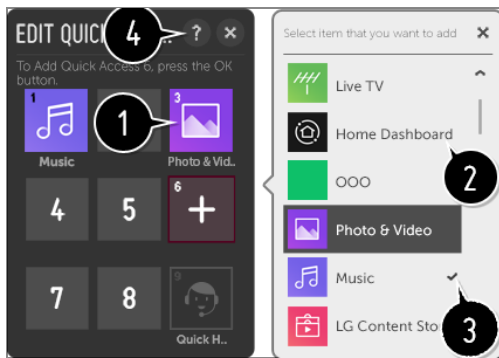 EDIT QUIC
4
..
?
To Add Quick Access 6, press the OK
button.
1
Music
1
3
Photo & Vid..
4
5
6
7
8
9
Quick H..
Select item that you want to add
Live TV
Home Dashboard
2
OOO
Photo & Video
Music
LG Content Sto
3